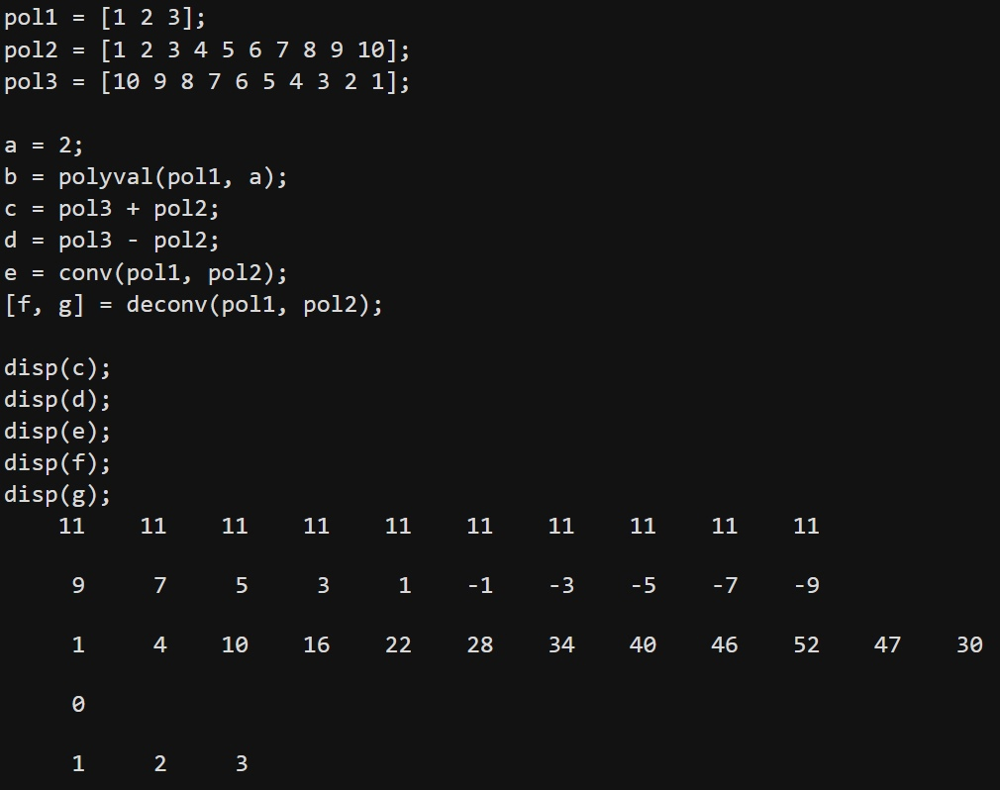 pol1 = [1 2 3];
pol2 = [1 2 3 4 5 6 7 8 9 10];
pol3 = [10 9 8 7 6 5 4 3 2 1];
a = 2;
b = polyval(pol1, a);
c = pol3 + pol2;
d = pol3 - pol2;
e = conv(pol1, pol2);
[f, g] = deconv(pol1, pol2);
disp(c);
disp(d);
disp(e);
disp(f);
disp(g);
11 11 11 11 11 11 11 11 11 11
9 7 5 3 1 -1 -3 -5 -7 -9
1 4 10 16 22 28 34 40 46 52 47 30
0
1 2 3